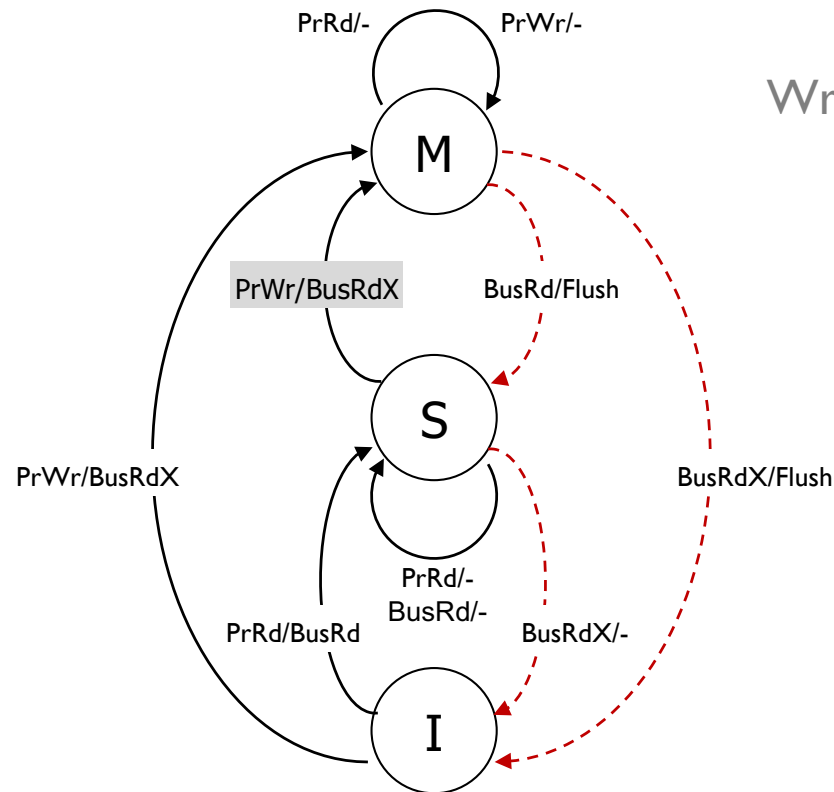 PrRd/-
PrWr/-
Wr
M
PrWr/BusRdX
BusRd/Flush
S
PrWr/BusRdX
BusRdX/Flush
PrRd/-
BusRd/-
PrRd/BusRd
BusRdX/-
I